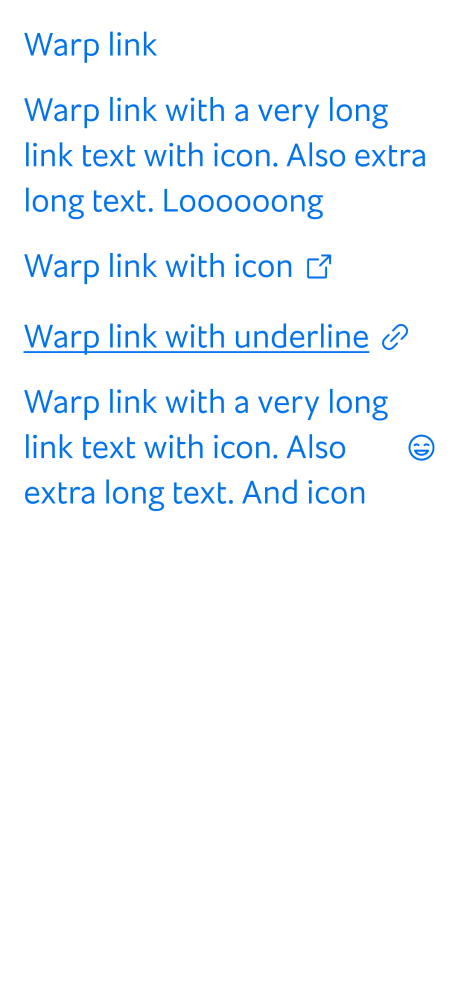 Warp link
Warp link with a very long
link text with icon. Also extra
long text. Loooooong
Warp link with icon
Warp link with underline
Warp link with a very long
link text with icon. Also
extra long text. And icon